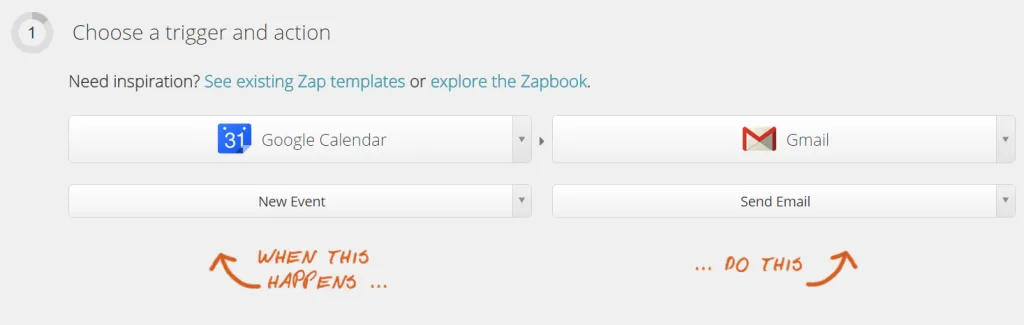 1 Choose a trigger and action
Need inspiration? See existing Zap templates or explore the Zapbook.
31 Google Calendar
Gmail
New Event
Send Email
WHEN THIS
HAPPENS ...
... DO THIS